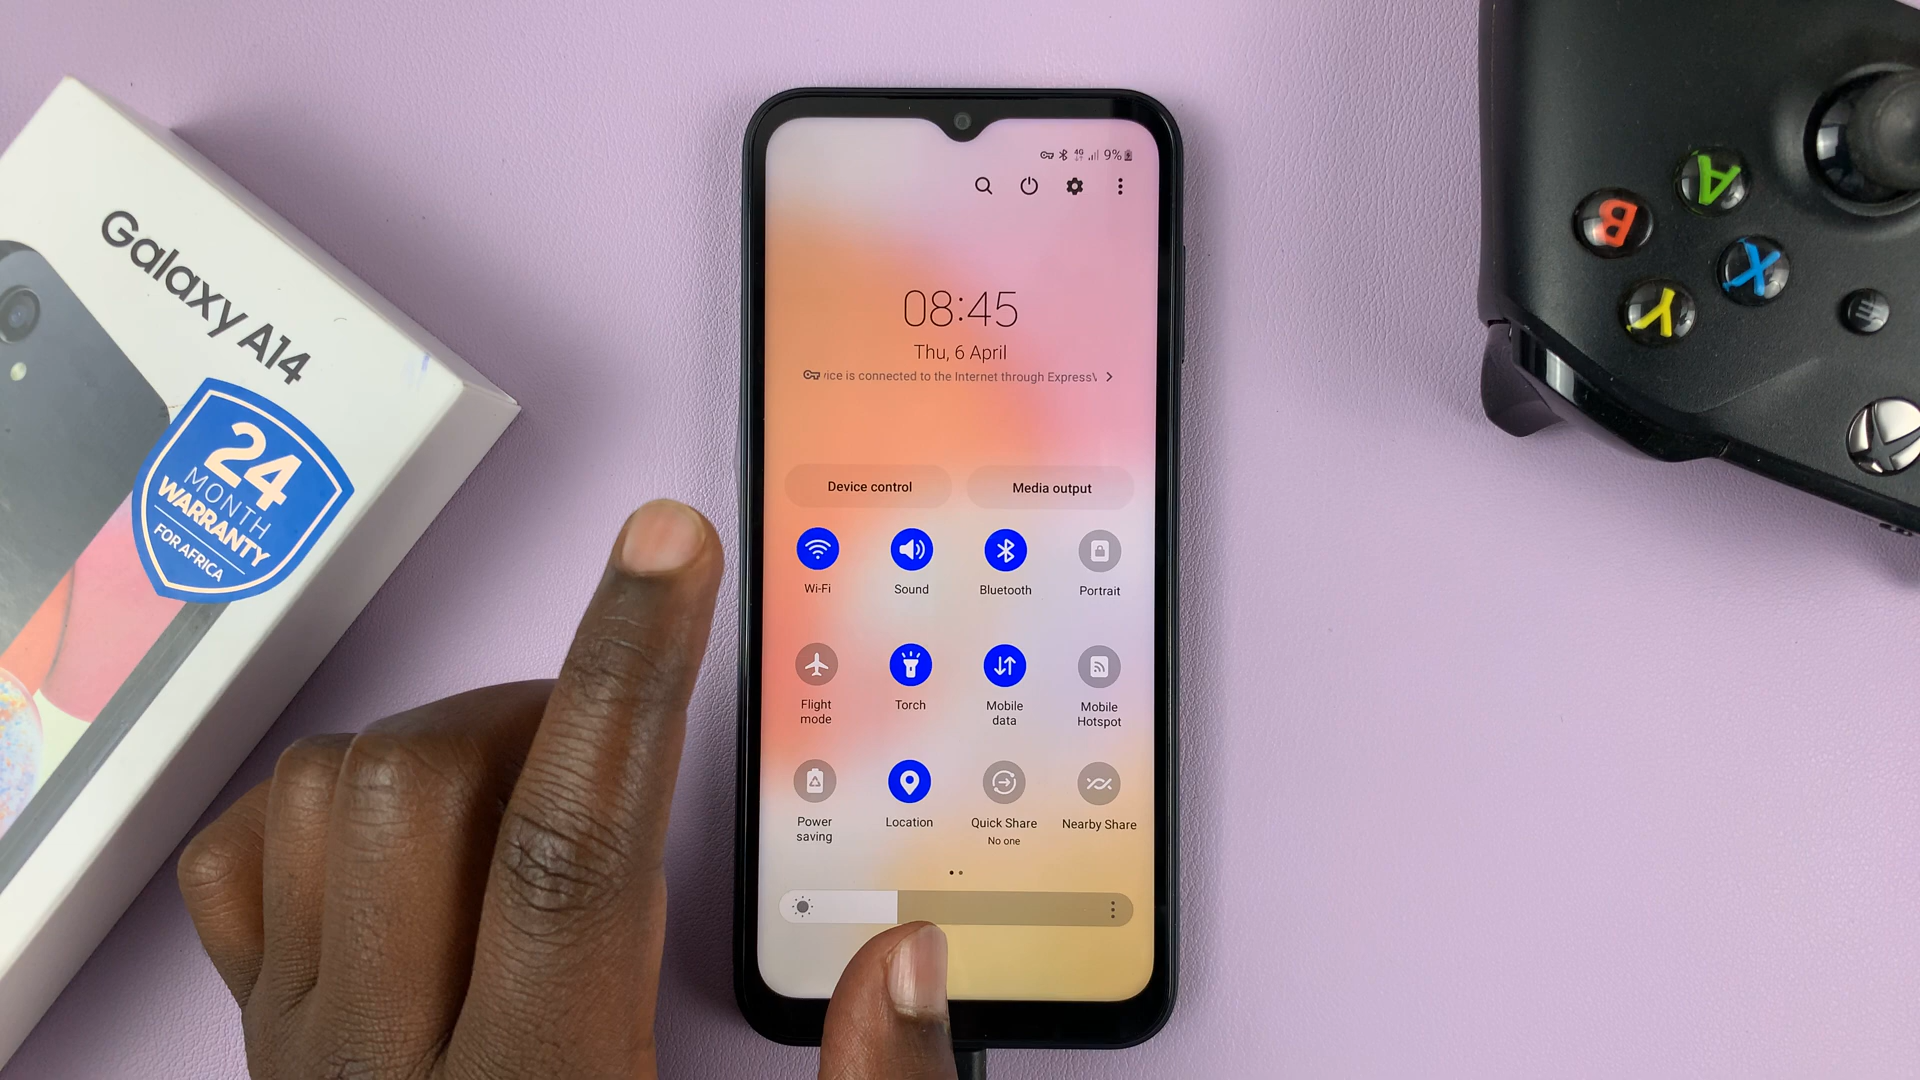 Galaxy A14
24
MONTH
WARRANTY
FOR AFRICA
4G 9%
08:45
Thu, 6 April
ice is connected to the Internet through Express
Device control
Media output
Wi-Fi
Sound
Bluetooth
Portrait
Flight
mode
Torch
Mobile
data
Mobile
Hotspot
Power
saving
Location
Quick Share
No one
Nearby Share
A
B
X
Y